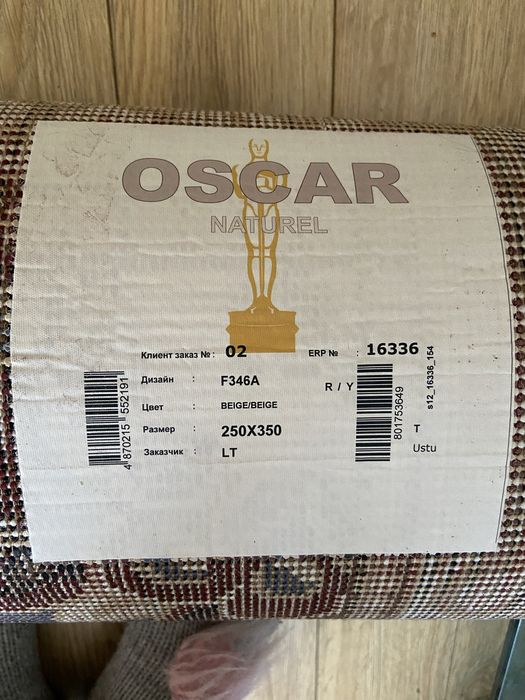 OSCAR
NATUREL
Клиент заказ № : 02 ERP № : 16336
Дизайн : F346A R / Y
Цвет : BEIGE/BEIGE
Размер : 250X350 T
Заказчик : LT Ustu
4 870215 552191
801753649
s12_16336_154